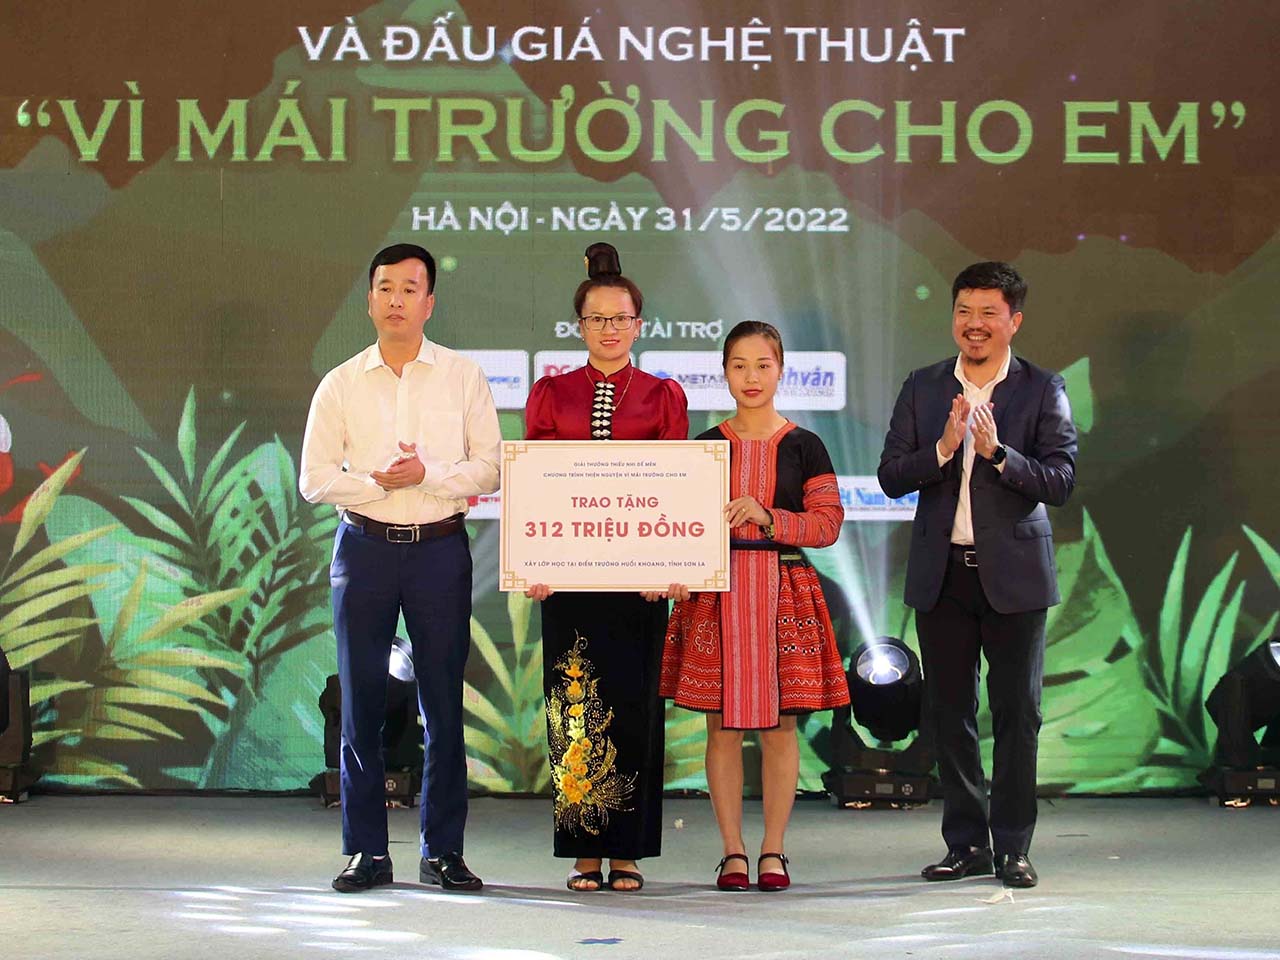 VÀ ĐẤU GIÁ NGHỆ THUẬT
“VÌ MÁI TRƯỜNG CHO EM”
HÀ NỘI - NGÀY 31/5/2022
TÀI TRỢ
GIẢI THƯỞNG THIẾU NHI DẾ MÈN
CHƯƠNG TRÌNH THIỆN NGUYỆN VÌ MÁI TRƯỜNG CHO EM
TRAO TẶNG
312 TRIỆU ĐỒNG
XÂY LỚP HỌC TẠI ĐIỂM TRƯỜNG HUỔI KHOANG, TỈNH SƠN LA